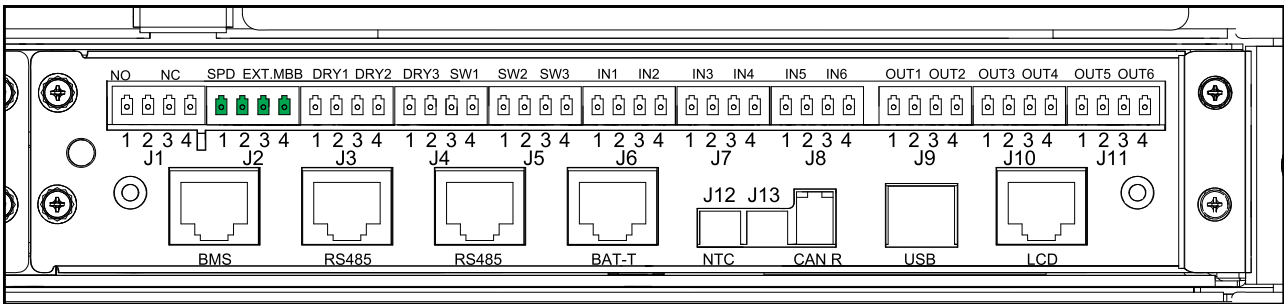 NO NC SPD EXT.MBB DRY1 DRY2 DRY3 SW1 SW2 SW3 IN1 IN2 IN3 IN4 IN5 IN6 OUT1 OUT2 OUT3 OUT4 OUT5 OUT6
1 2 3 4 1 2 3 4 1 2 3 4 1 2 3 4 1 2 3 4 1 2 3 4 1 2 3 4 1 2 3 4 1 2 3 4 1 2 3 4 1 2 3 4
J1 J2 J3 J4 J5 J6 J7 J8 J9 J10 J11
J12 J13
BMS RS485 RS485 BAT-T NTC CAN R USB LCD